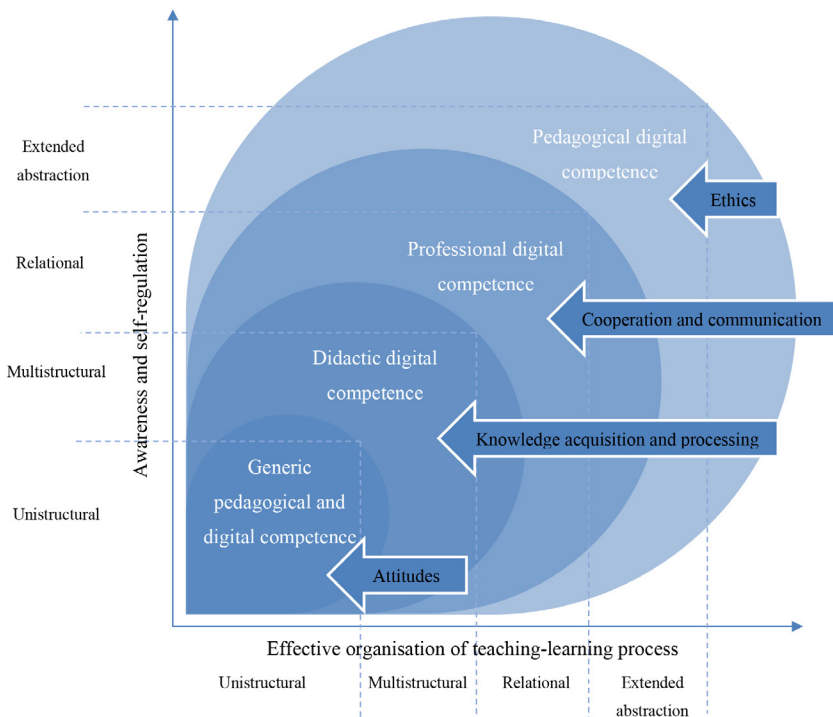 Extended
abstraction
Relational
Multistructural
Unistructural
Awareness and self-regulation
Pedagogical digital
competence
Ethics
Professional digital
competence
Cooperation and communication
Didactic digital
competence
Knowledge acquisition and processing
Generic
pedagogical and
digital competence
Attitudes
Effective organisation of teaching-learning process
Unistructural
Multistructural
Relational
Extended
abstraction